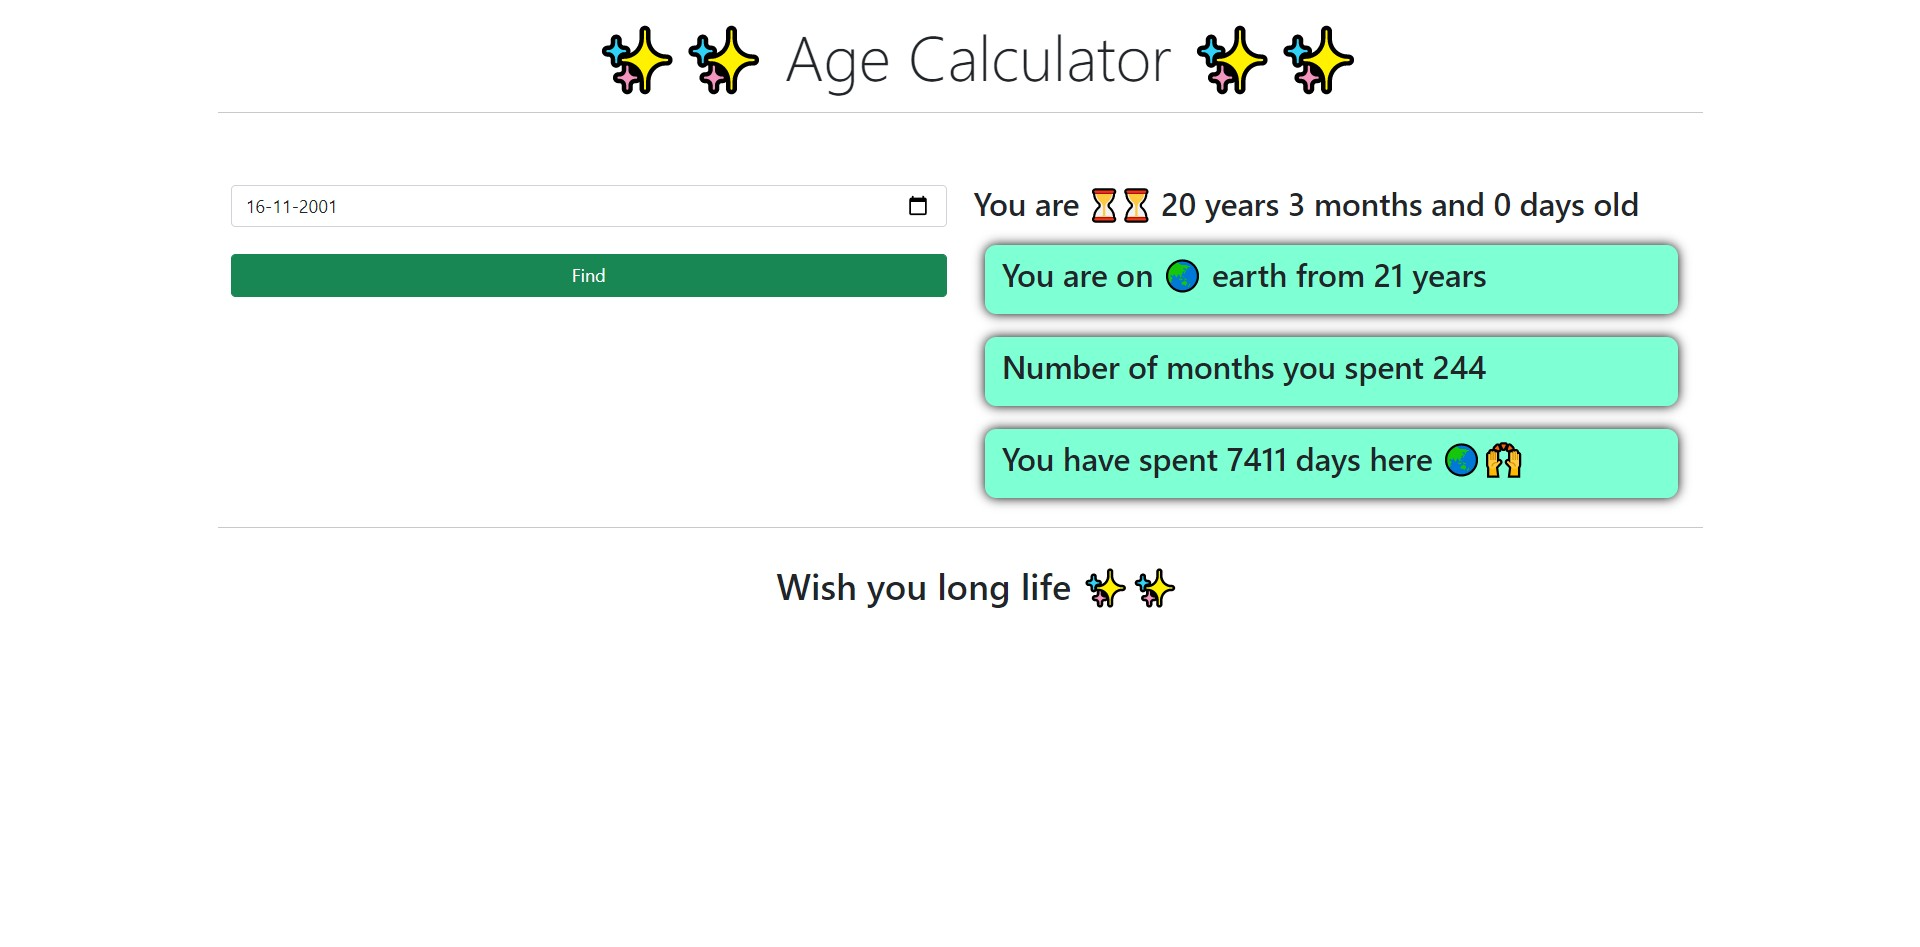 ✨✨ Age Calculator ✨✨
16-11-2001
Find
You are ⏳⏳ 20 years 3 months and 0 days old
You are on 🌏 earth from 21 years
Number of months you spent 244
You have spent 7411 days here 🌏🙌
Wish you long life ✨✨